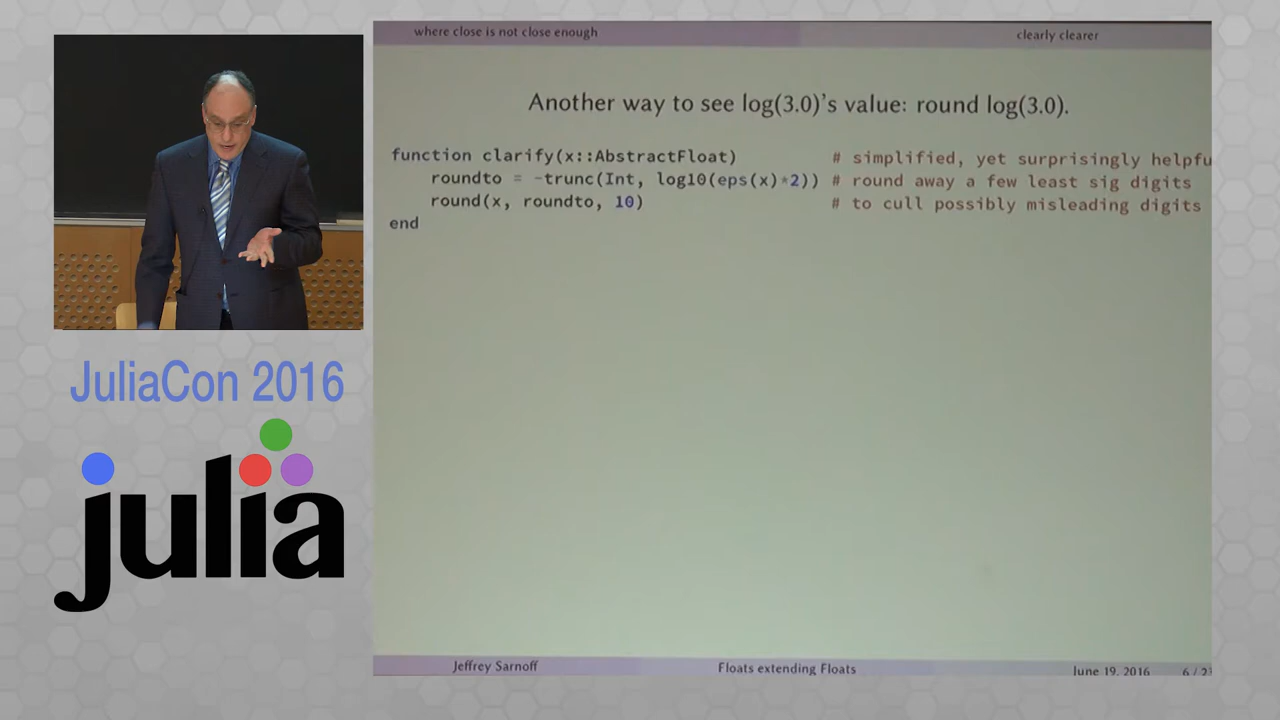 where close is not close enough
clearly clearer
Another way to see log(3.0)'s value: round log(3.0).
function clarify(x::AbstractFloat) # simplified, yet surprisingly helpfu
roundto = -trunc(Int, log10(eps(x)*2)) # round away a few least sig digits
round(x, roundto, 10) # to cull possibly misleading digits
end
JuliaCon 2016
julia
Jeffrey Sarnoff
Floats extending Floats
June 19, 2016
6 / 23